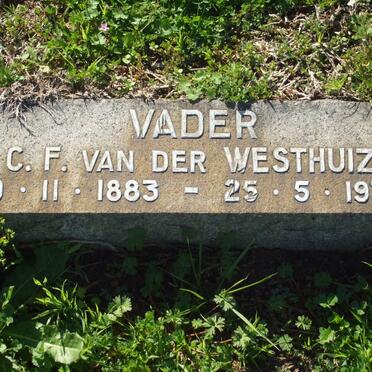 VADER
C. F. VAN DER WESTHUIZ
· 11 · 1883 - 25 · 5 · 19